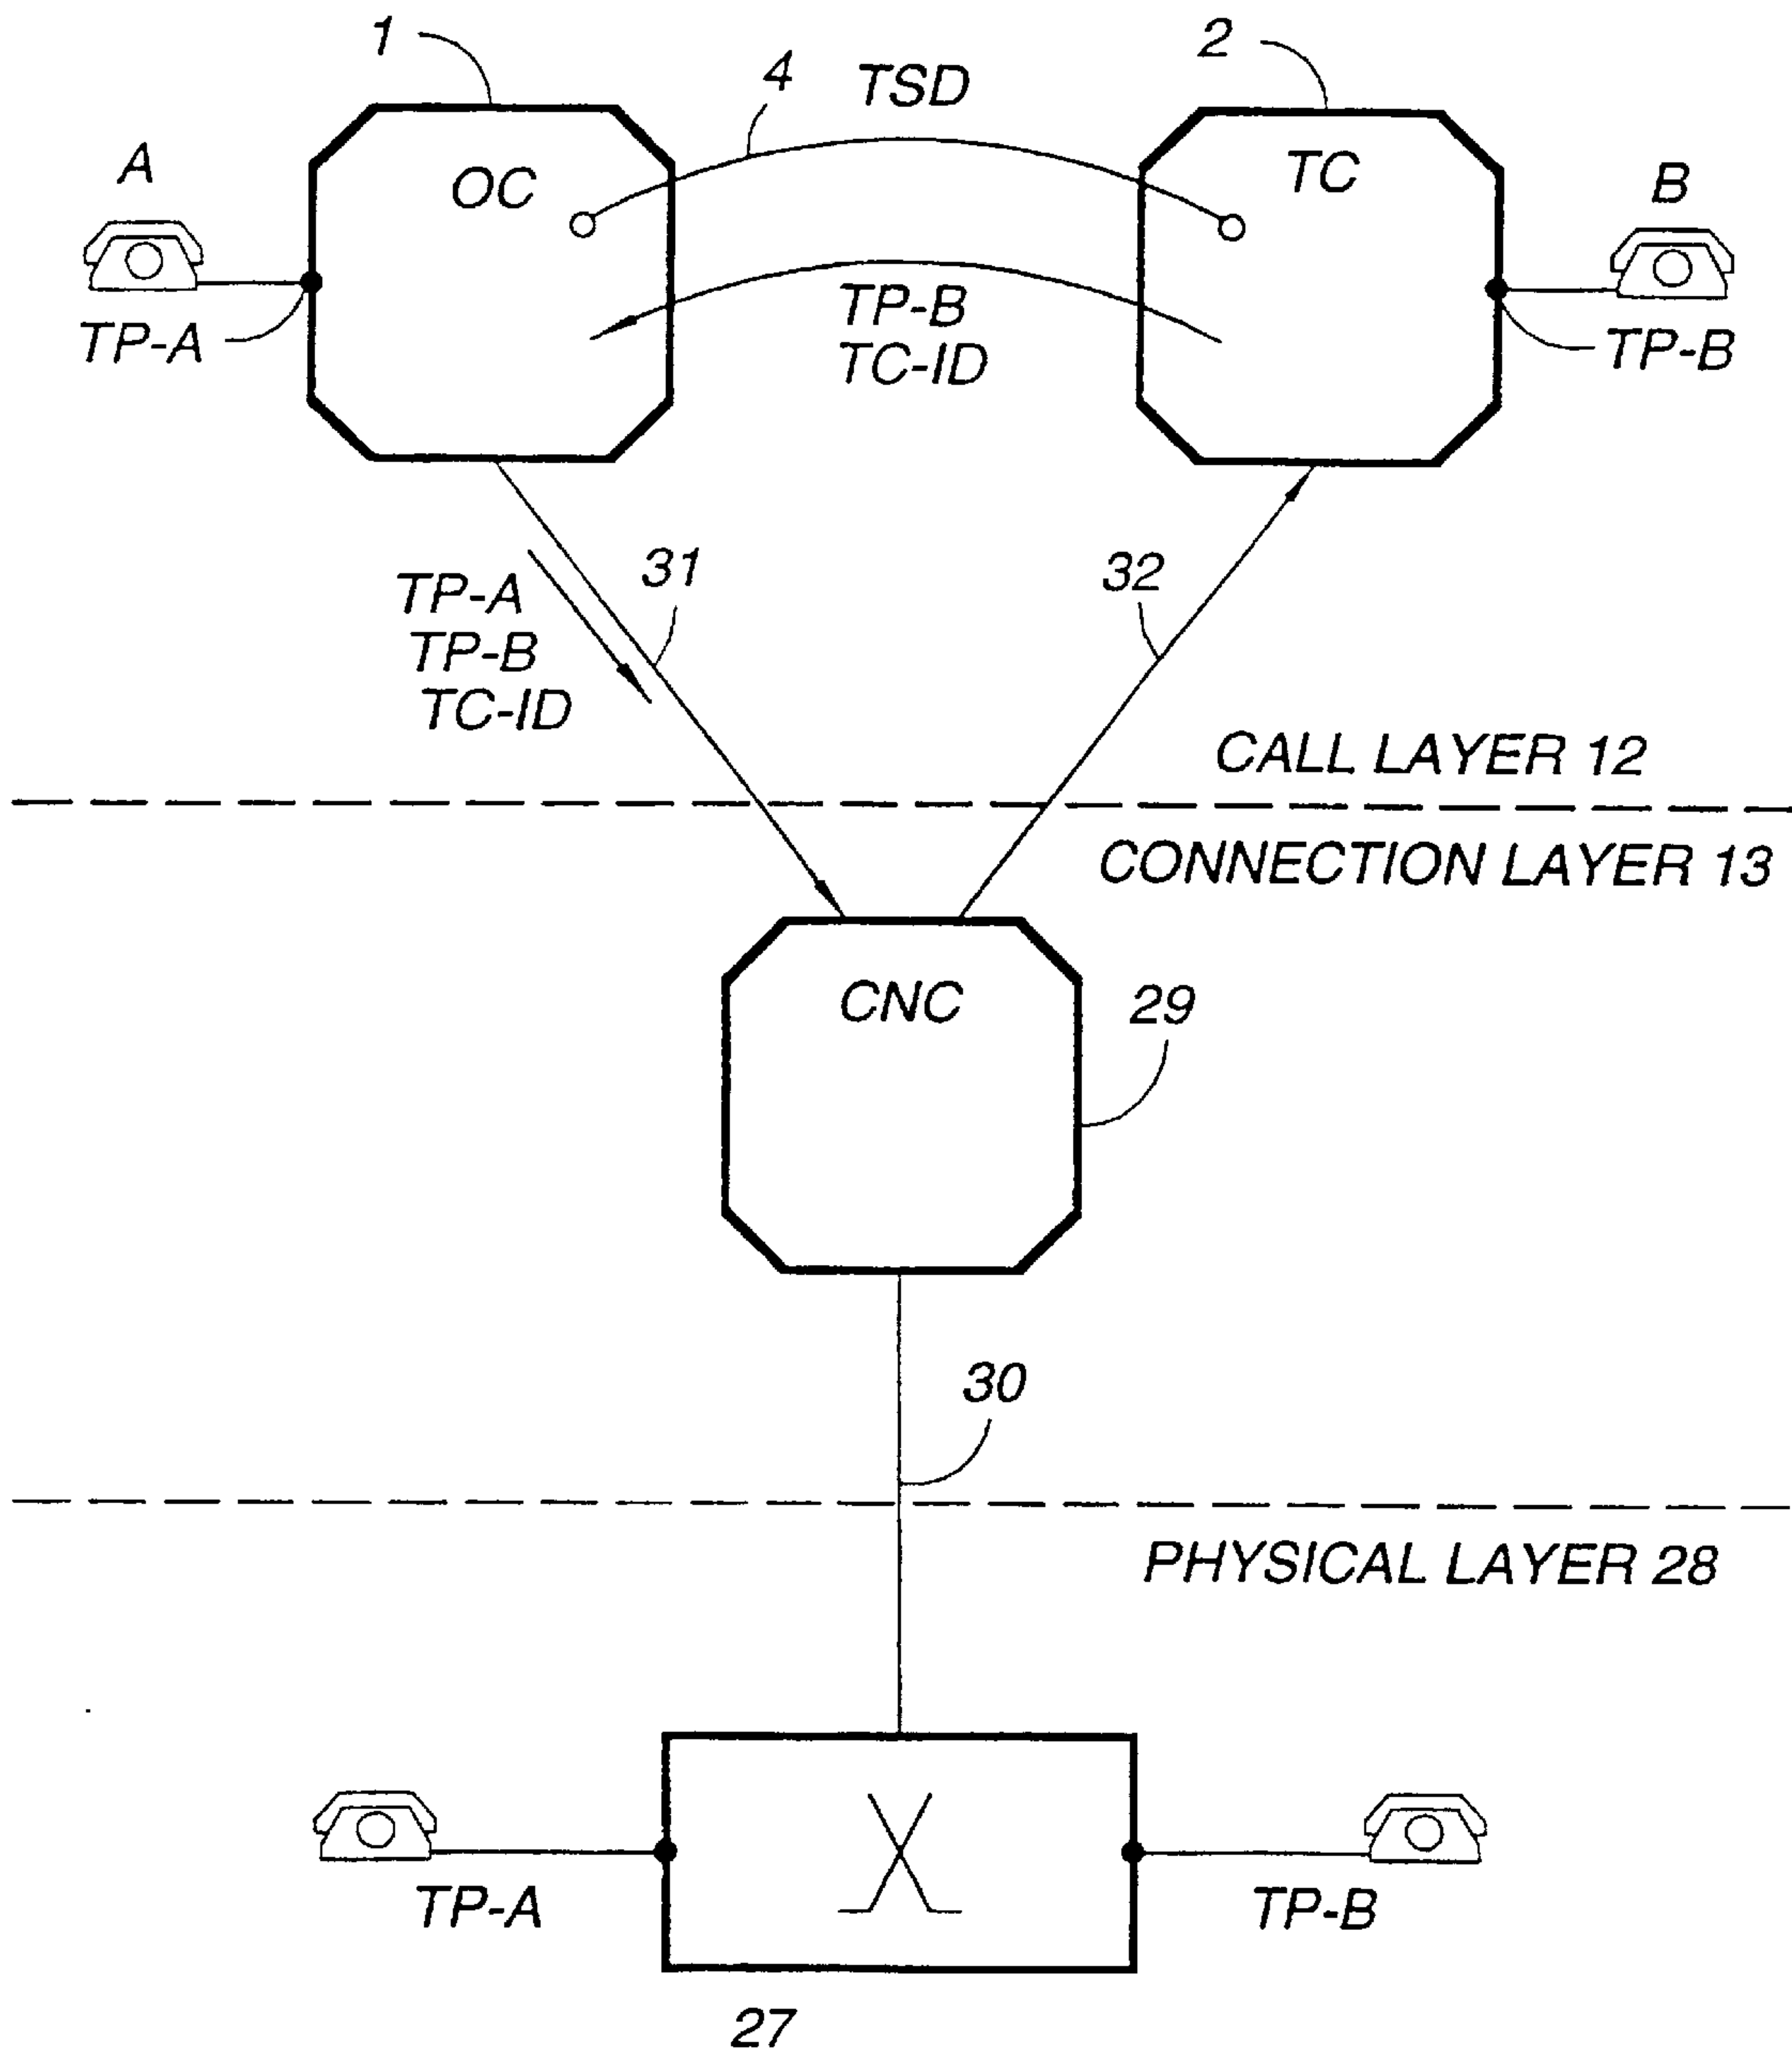 1
2
4 TSD
A
OC
TC
B
TP-A
TP-B
TC-ID
TP-B
31
32
TP-A
TP-B
TC-ID
CALL LAYER 12
CONNECTION LAYER 13
CNC
29
30
PHYSICAL LAYER 28
TP-A
TP-B
27